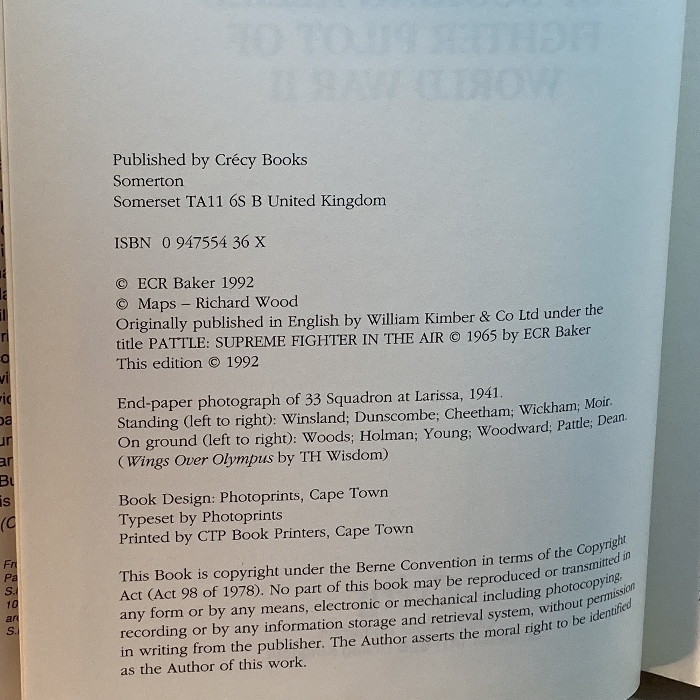 Published by Crécy Books
Somerton
Somerset TA11 6S B United Kingdom
ISBN 0 947554 36 X
© ECR Baker 1992
© Maps – Richard Wood
Originally published in English by William Kimber & Co Ltd under the
title PATTLE: SUPREME FIGHTER IN THE AIR © 1965 by ECR Baker
This edition © 1992
End-paper photograph of 33 Squadron at Larissa, 1941.
Standing (left to right): Winsland; Dunscombe; Cheetham; Wickham; Moir.
On ground (left to right): Woods; Holman; Young; Woodward; Pattle; Dean.
(Wings Over Olympus by TH Wisdom)
Book Design: Photoprints, Cape Town
Typeset by Photoprints
Printed by CTP Book Printers, Cape Town
This Book is copyright under the Berne Convention in terms of the Copyright
Act (Act 98 of 1978). No part of this book may be reproduced or transmitted in
any form or by any means, electronic or mechanical including photocopying,
recording or by any information storage and retrieval system, without permission
in writing from the publisher. The Author asserts the moral right to be identified
as the Author of this work.